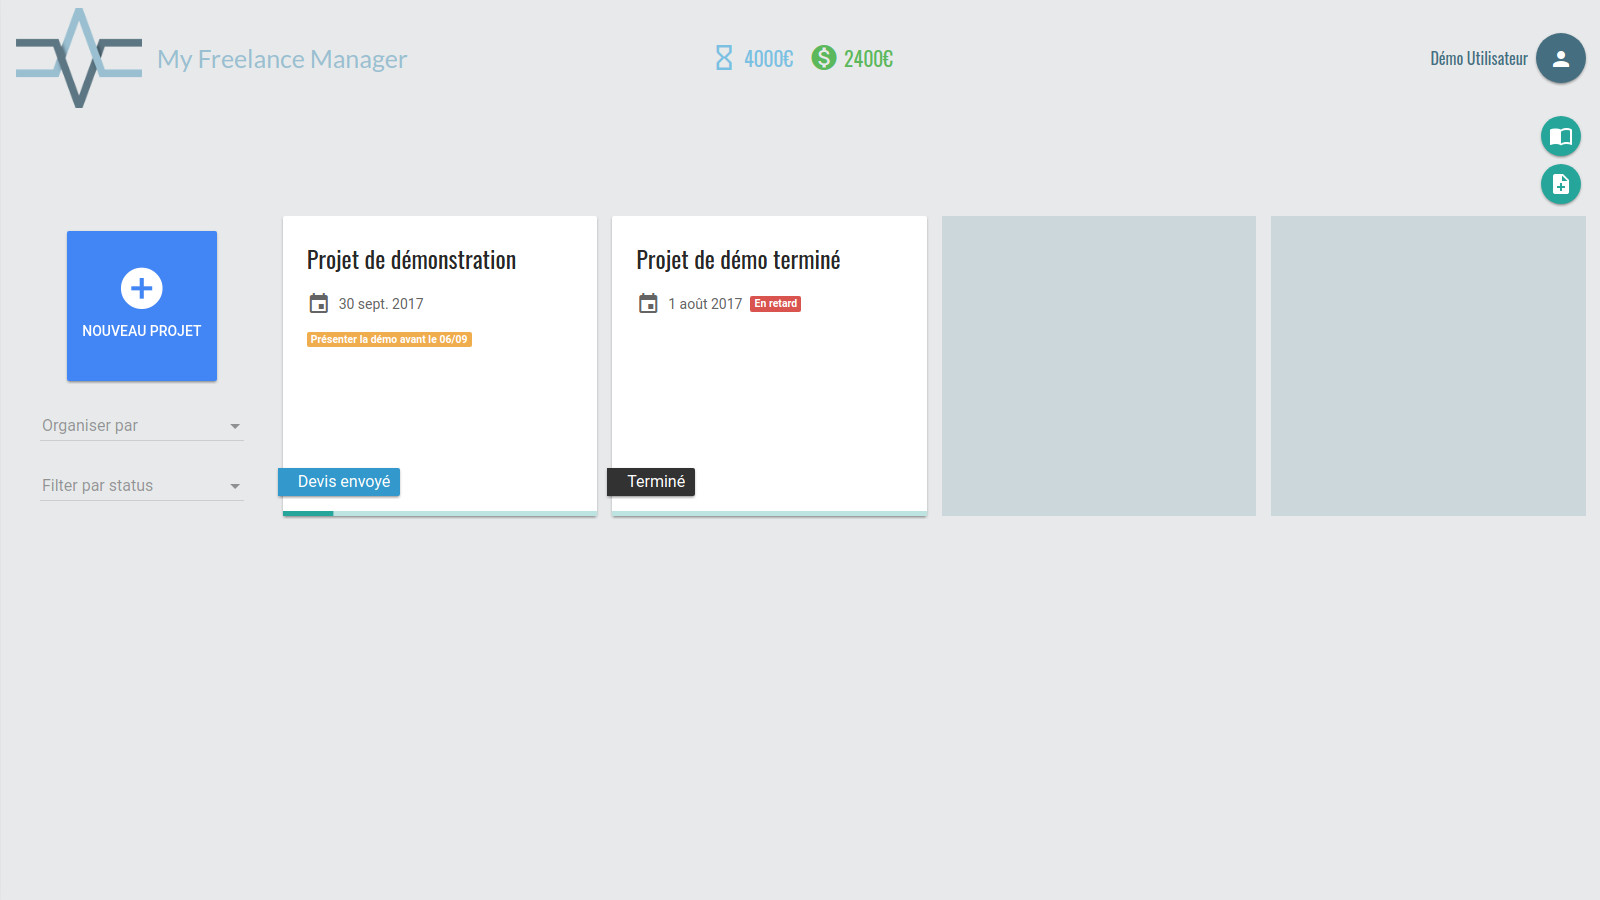 My Freelance Manager
4000€
2400€
Démo Utilisateur
NOUVEAU PROJET
Organiser par
Filter par status
Projet de démonstration
30 sept. 2017
Présenter la démo avant le 06/09
Devis envoyé
Projet de démo terminé
1 août 2017 En retard
Terminé